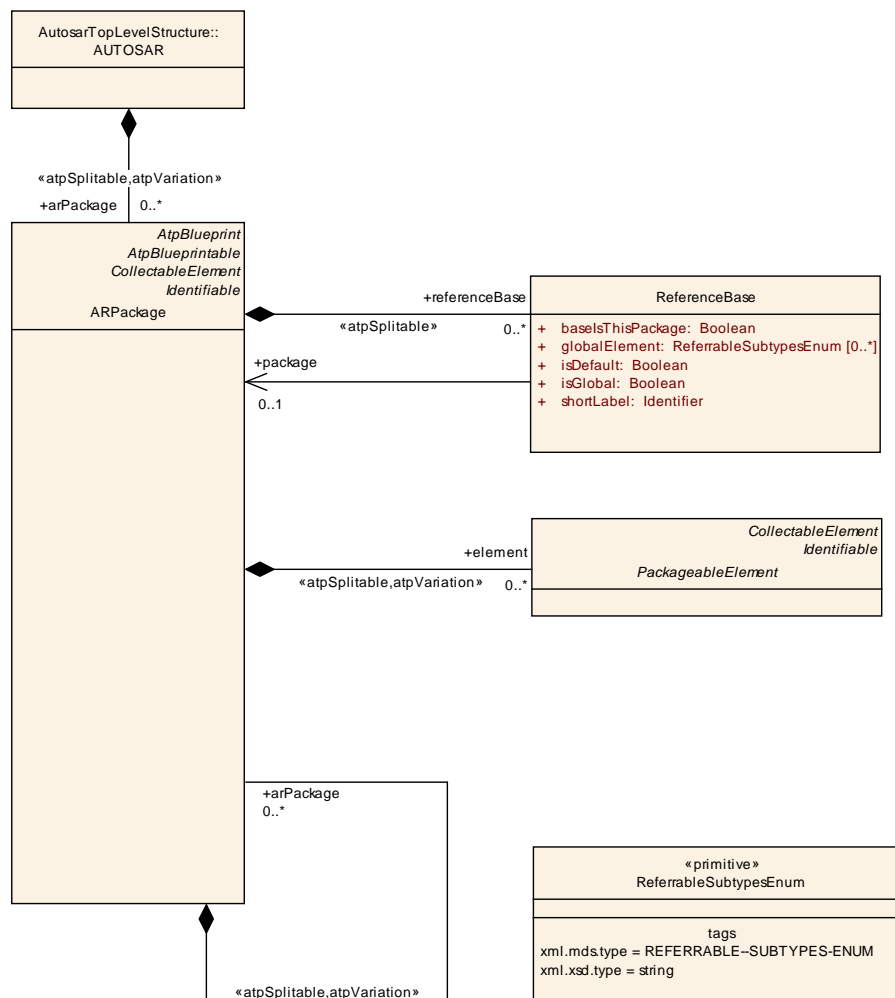 AutosarTopLevelStructure::
AUTOSAR
«atpSplitable,atpVariation»
+arPackage 0..*
AtpBlueprint
AtpBlueprintable
CollectableElement
Identifiable
ARPackage
+referenceBase
«atpSplitable» 0..*
ReferenceBase
+ baseIsThisPackage: Boolean
+ globalElement: ReferrableSubtypesEnum [0..*]
+ isDefault: Boolean
+ isGlobal: Boolean
+ shortLabel: Identifier
+package
0..1
+element
«atpSplitable,atpVariation» 0..*
CollectableElement
Identifiable
PackageableElement
+arPackage
0..*
«atpSplitable,atpVariation»
«primitive»
ReferrableSubtypesEnum
tags
xml.mds.type = REFERRABLE--SUBTYPES-ENUM
xml.xsd.type = string